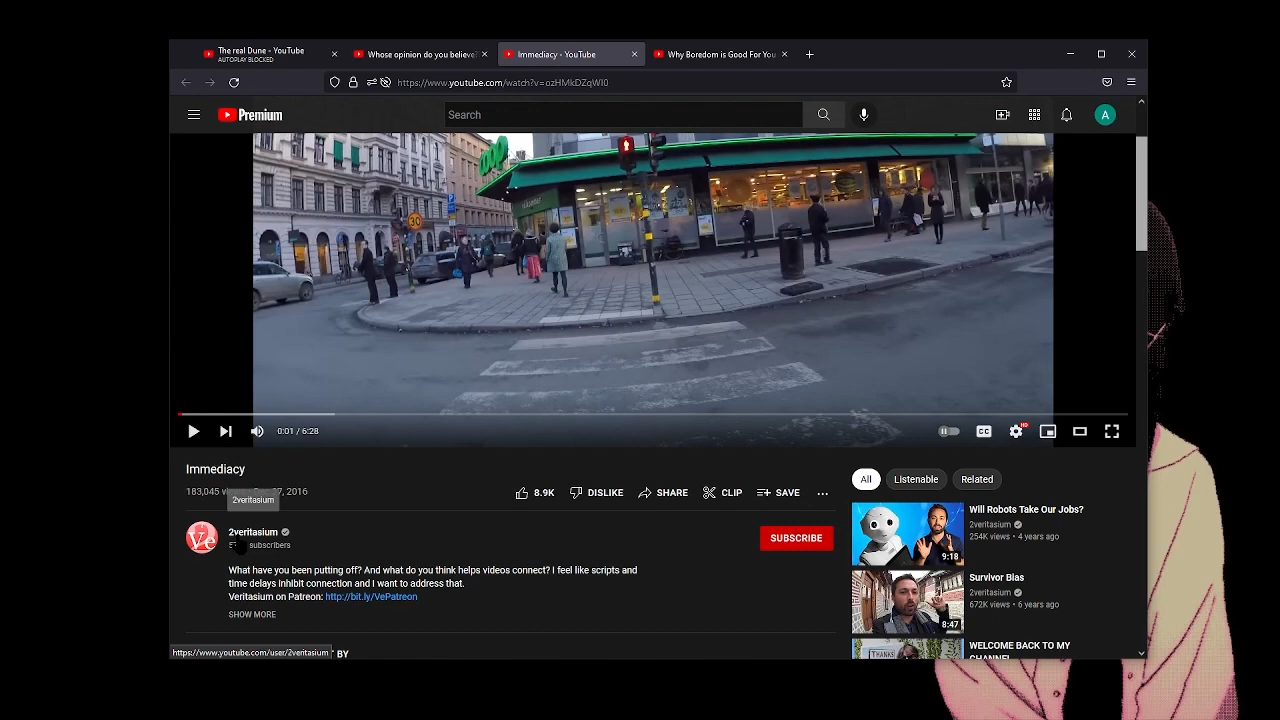 The real Dune - YouTube
AUTOPLAY BLOCKED
Whose opinion do you believe?
Immediacy - YouTube
Why Boredom is Good For You
https://www.youtube.com/watch?v=ozHMkDZqWI0
Premium
Search
A
coop
30
0:01 / 6:28
CC
HD
Immediacy
183,045
2016
2veritasium
8.9K
DISLIKE
SHARE
CLIP
SAVE
Ve
2veritasium
subscribers
SUBSCRIBE
What have you been putting off? And what do you think helps videos connect? I feel like scripts and
time delays inhibit connection and I want to address that.
Veritasium on Patreon: http://bit.ly/VePatreon
SHOW MORE
https://www.youtube.com/user/2veritasium
BY
All
Listenable
Related
Will Robots Take Our Jobs?
2veritasium
254K views • 4 years ago
9:18
Survivor Bias
2veritasium
672K views • 6 years ago
8:47
WELCOME BACK TO MY
CHANNEL
THANKS